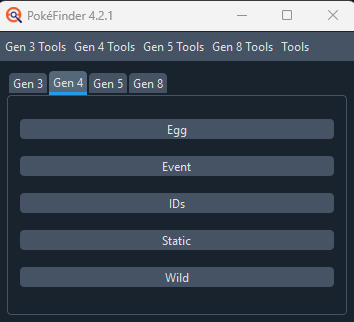 PokéFinder 4.2.1
Gen 3 Tools Gen 4 Tools Gen 5 Tools Gen 8 Tools Tools
Gen 3 Gen 4 Gen 5 Gen 8
Egg
Event
IDs
Static
Wild